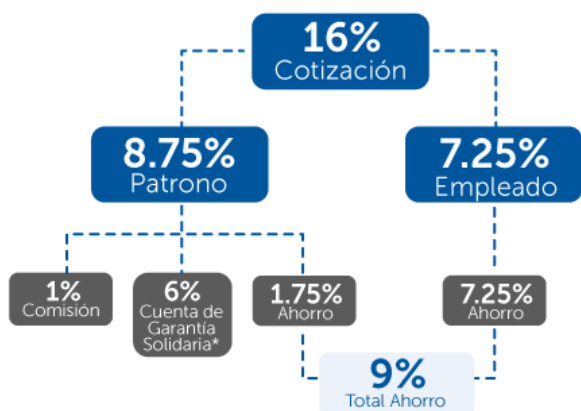 16%
Cotización
8.75%
Patrono
7.25%
Empleado
1%
Comisión
6%
Cuenta de
Garantía
Solidaria*
1.75%
Ahorro
7.25%
Ahorro
9%
Total Ahorro